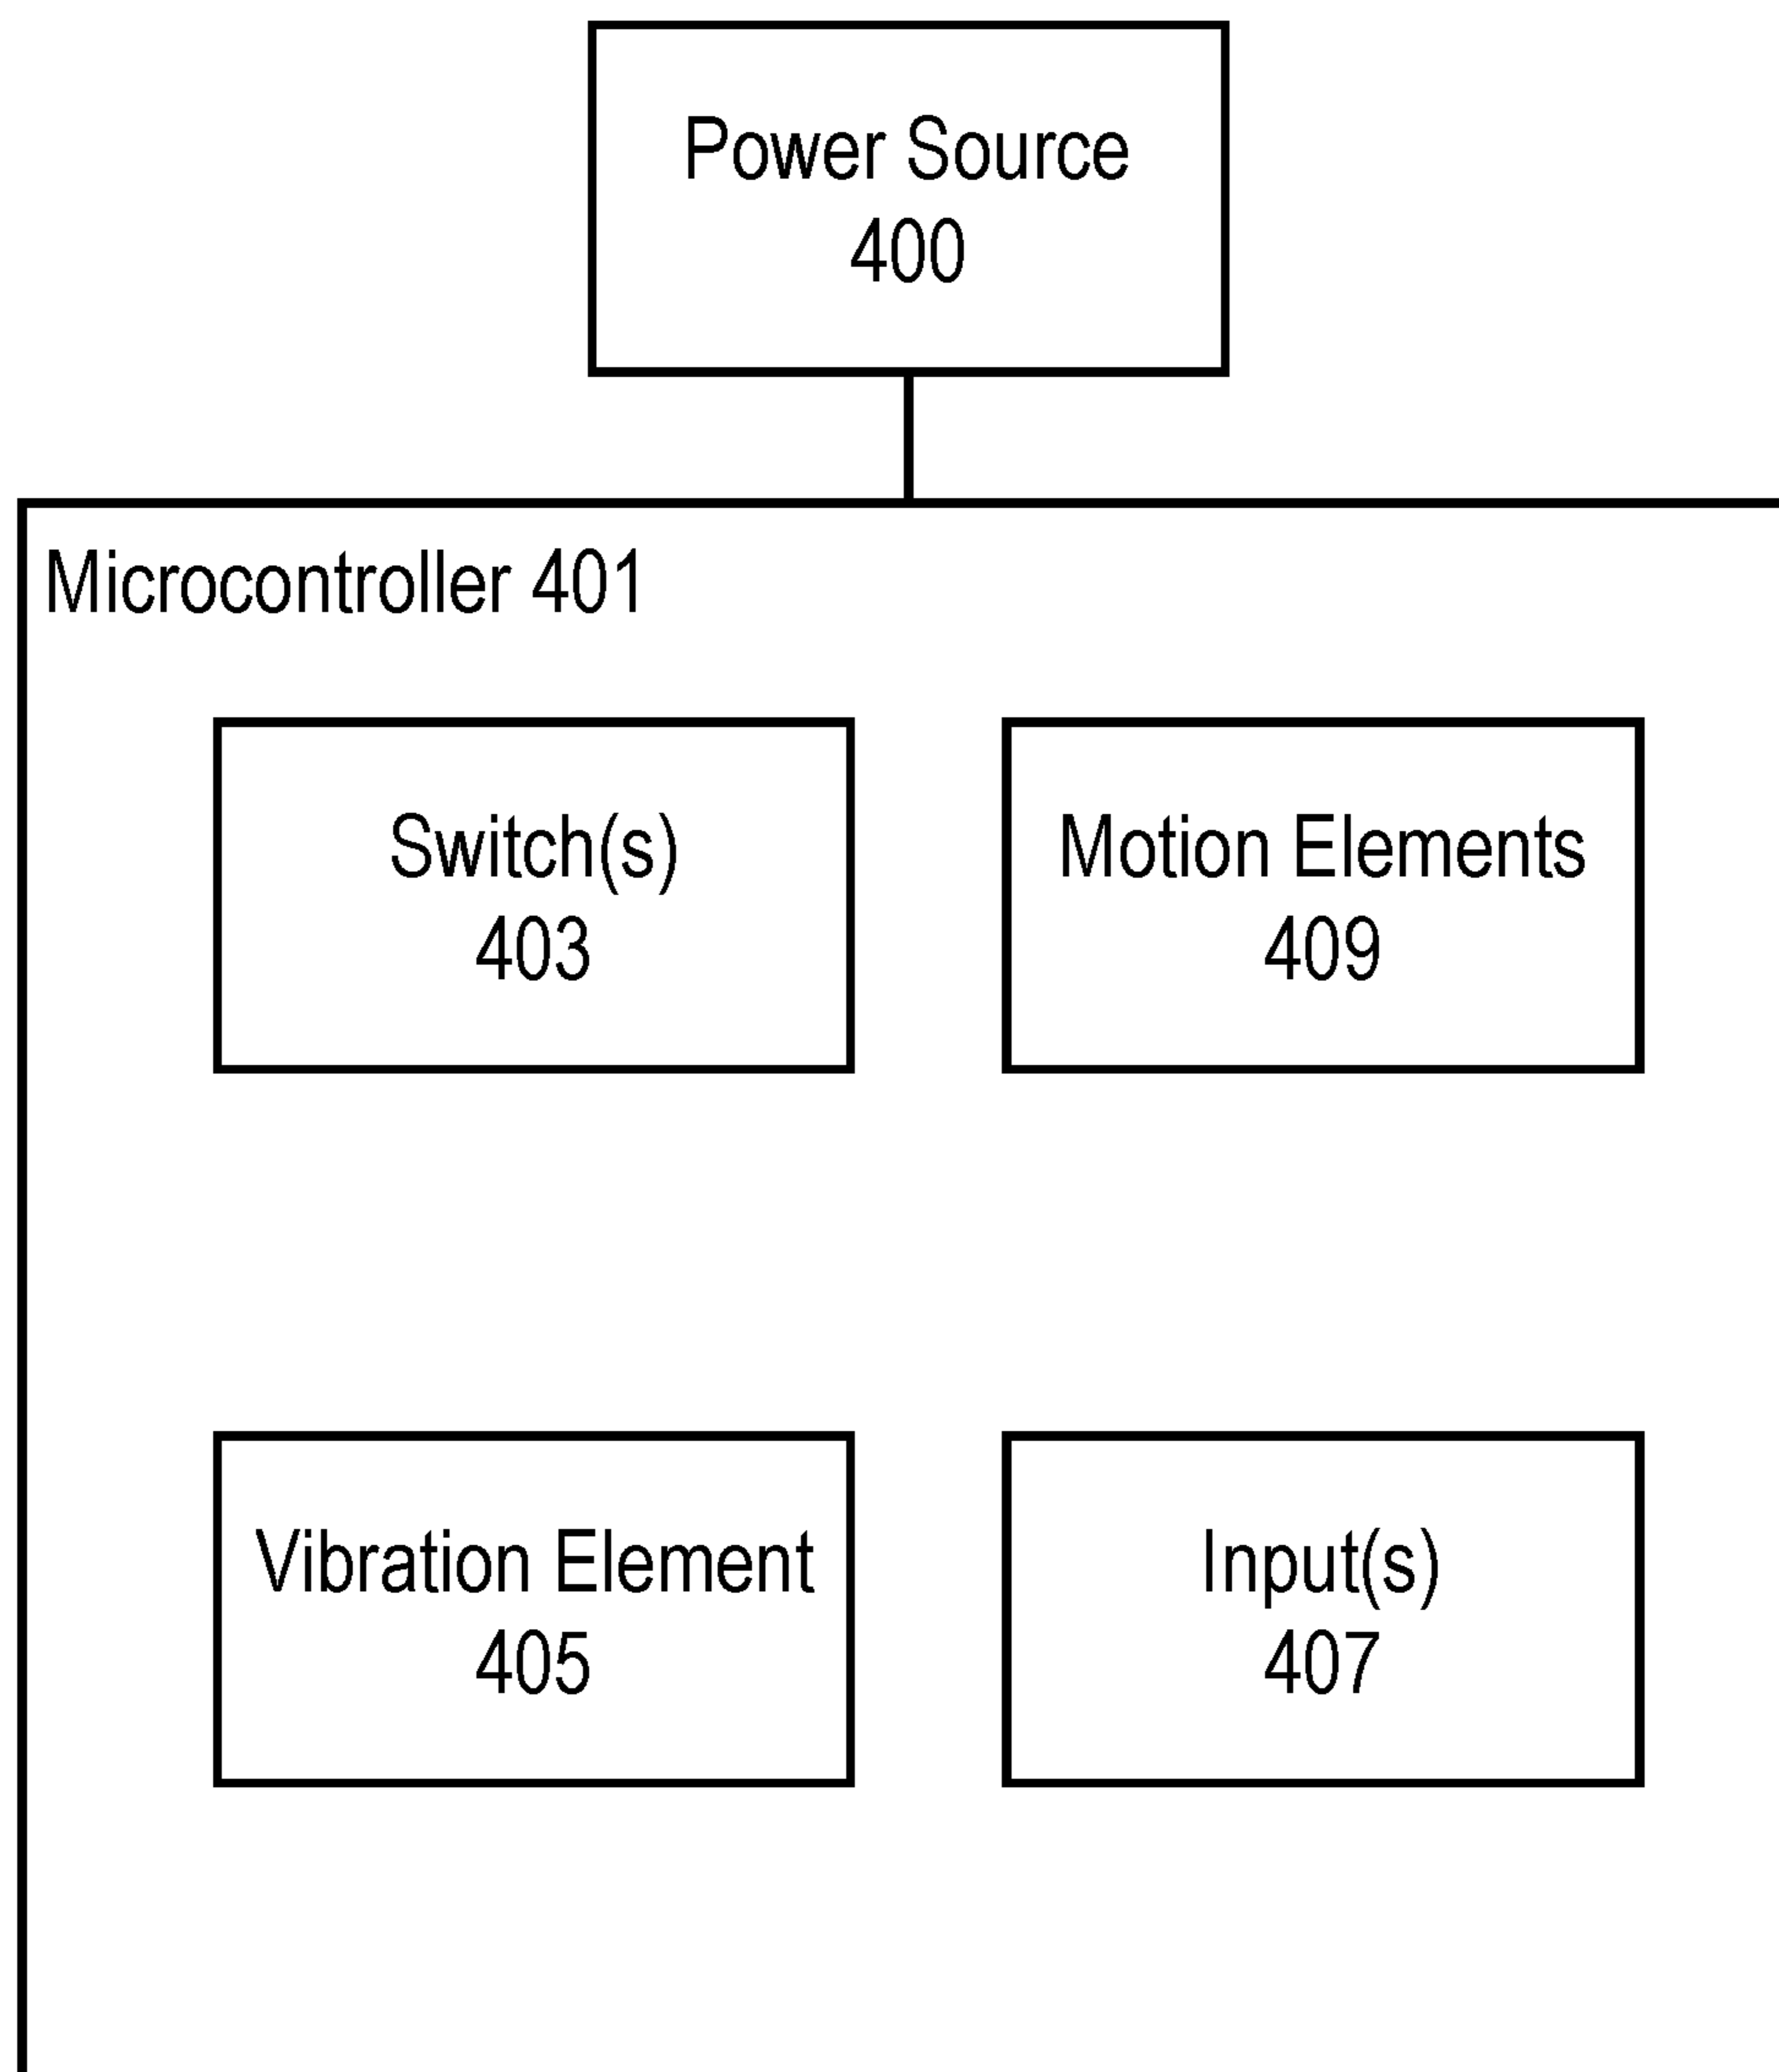 Power Source
400
Microcontroller 401
Switch(s)
403
Motion Elements
409
Vibration Element
405
Input(s)
407